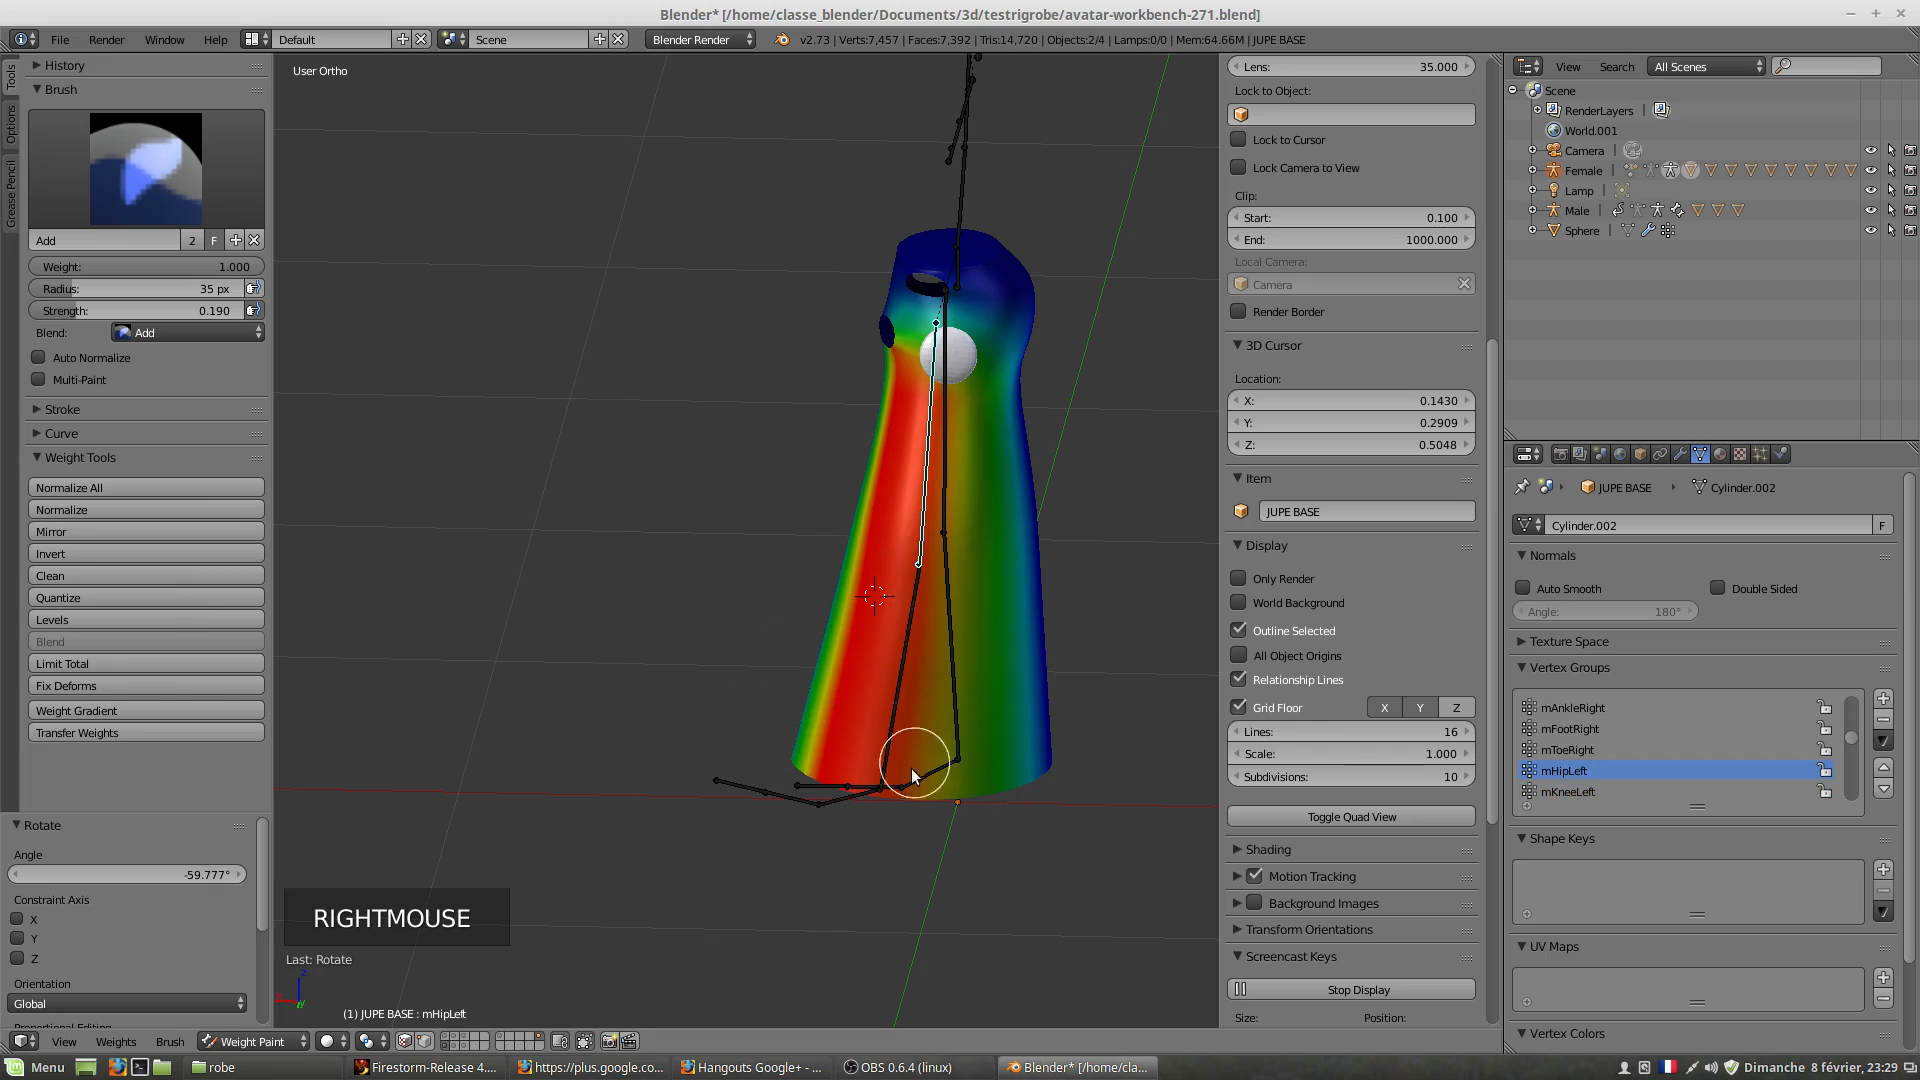 Blender* [/home/classe_blender/Documents/3d/testrigrobe/avatar-workbench-271.blend]
File Render Window Help Default Scene Blender Render v2.73 | Verts:7,457 | Faces:7,392 | Tris:14,720 | Objects:2/4 | Lamps:0/0 | Mem:64.66M | JUPE BASE
Tools
Options
Grease Pencil
History
Brush
Add 2 F
Weight: 1.000
Radius: 35 px
Strength: 0.190
Blend: Add
Auto Normalize
Multi-Paint
Stroke
Curve
Weight Tools
Normalize All
Normalize
Mirror
Invert
Clean
Quantize
Levels
Blend
Limit Total
Fix Deforms
Weight Gradient
Transfer Weights
Rotate
Angle
-59.777°
Constraint Axis
X
Y
Z
Orientation
Global
User Ortho
RIGHTMOUSE
Last: Rotate
z
y
(1) JUPE BASE : mHipLeft
View Weights Brush Weight Paint
Lens: 35.000
Lock to Object:
Lock to Cursor
Lock Camera to View
Clip:
Start: 0.100
End: 1000.000
Local Camera:
Camera
Render Border
3D Cursor
Location:
X: 0.1430
Y: 0.2909
Z: 0.5048
Item
JUPE BASE
Display
Only Render
World Background
Outline Selected
All Object Origins
Relationship Lines
Grid Floor X Y Z
Lines: 16
Scale: 1.000
Subdivisions: 10
Toggle Quad View
Shading
Motion Tracking
Background Images
Transform Orientations
Screencast Keys
Stop Display
Size: Position:
View Search All Scenes
Scene
RenderLayers
World.001
Camera
Female
Lamp
Male
Sphere
JUPE BASE Cylinder.002
Cylinder.002 F
Normals
Auto Smooth Double Sided
Angle: 180°
Texture Space
Vertex Groups
mAnkleRight
mFootRight
mToeRight
mHipLeft
mKneeLeft
Shape Keys
UV Maps
Vertex Colors
Menu robe Firestorm-Release 4.... https://plus.google.co... Hangouts Google+ - ... OBS 0.6.4 (linux) Blender* [/home/cla... Dimanche 8 février, 23:29